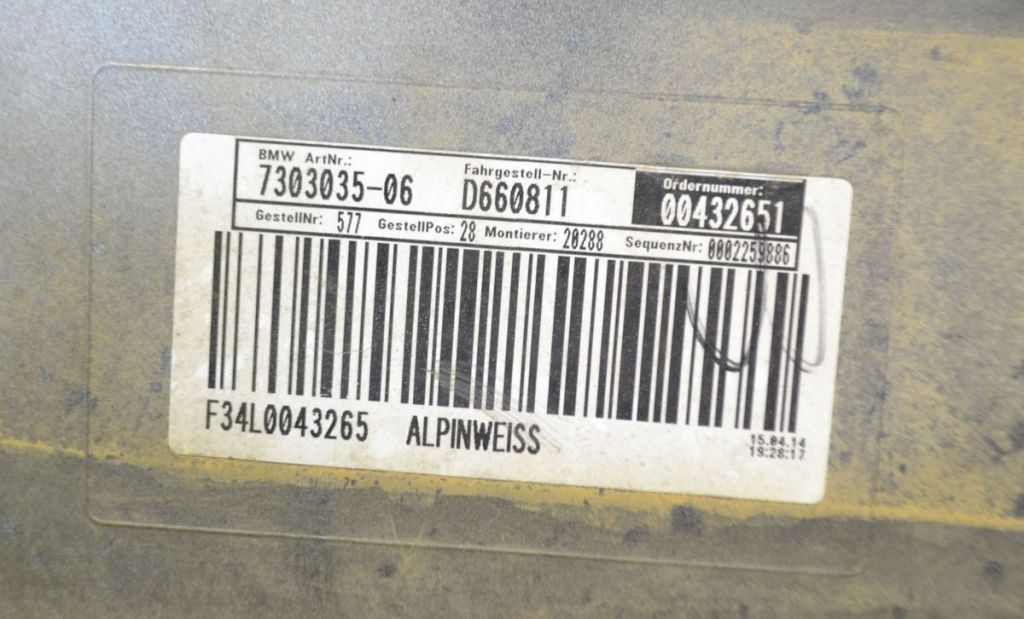 BMW ArtNr.: Fahrgestell-Nr.: Ordernummer:
7303035-06 D660811 00432651
GestellNr: 577 GestellPos: 28 Montierer: 20288 SequenzNr: 0002259886
F34L0043265 ALPINWEISS
15.04.14
19:28:17